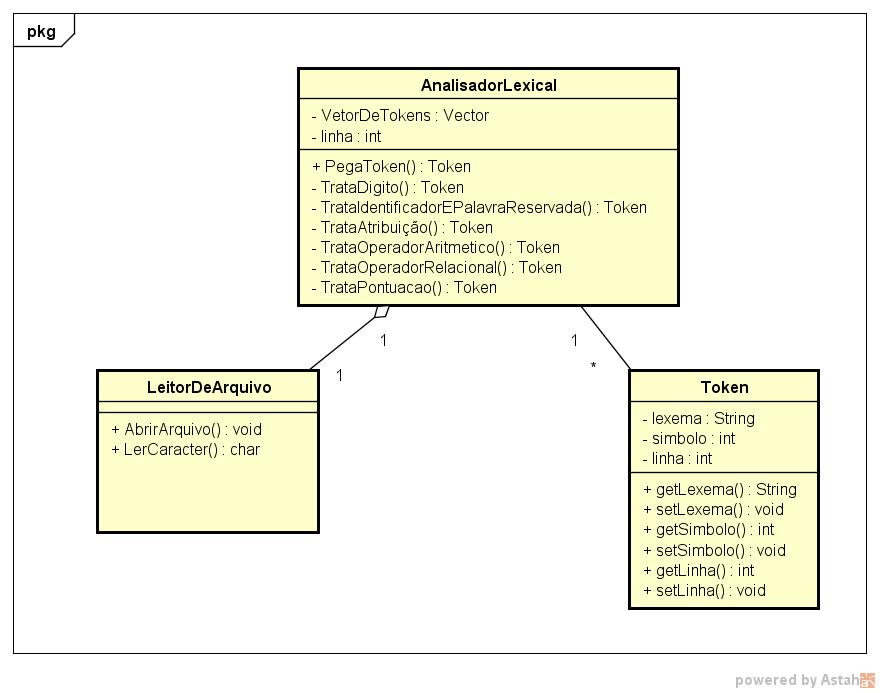 pkg
AnalisadorLexical
- VetorDeTokens : Vector
- linha : int
+ PegaToken() : Token
- TrataDigito() : Token
- TrataIdentificadorEPalavraReservada() : Token
- TrataAtribuição() : Token
- TrataOperadorAritmetico() : Token
- TrataOperadorRelacional() : Token
- TrataPontuacao() : Token
1
1
1
*
LeitorDeArquivo
+ AbrirArquivo() : void
+ LerCaracter() : char
Token
- lexema : String
- simbolo : int
- linha : int
+ getLexema() : String
+ setLexema() : void
+ getSimbolo() : int
+ setSimbolo() : void
+ getLinha() : int
+ setLinha() : void
powered by Astah